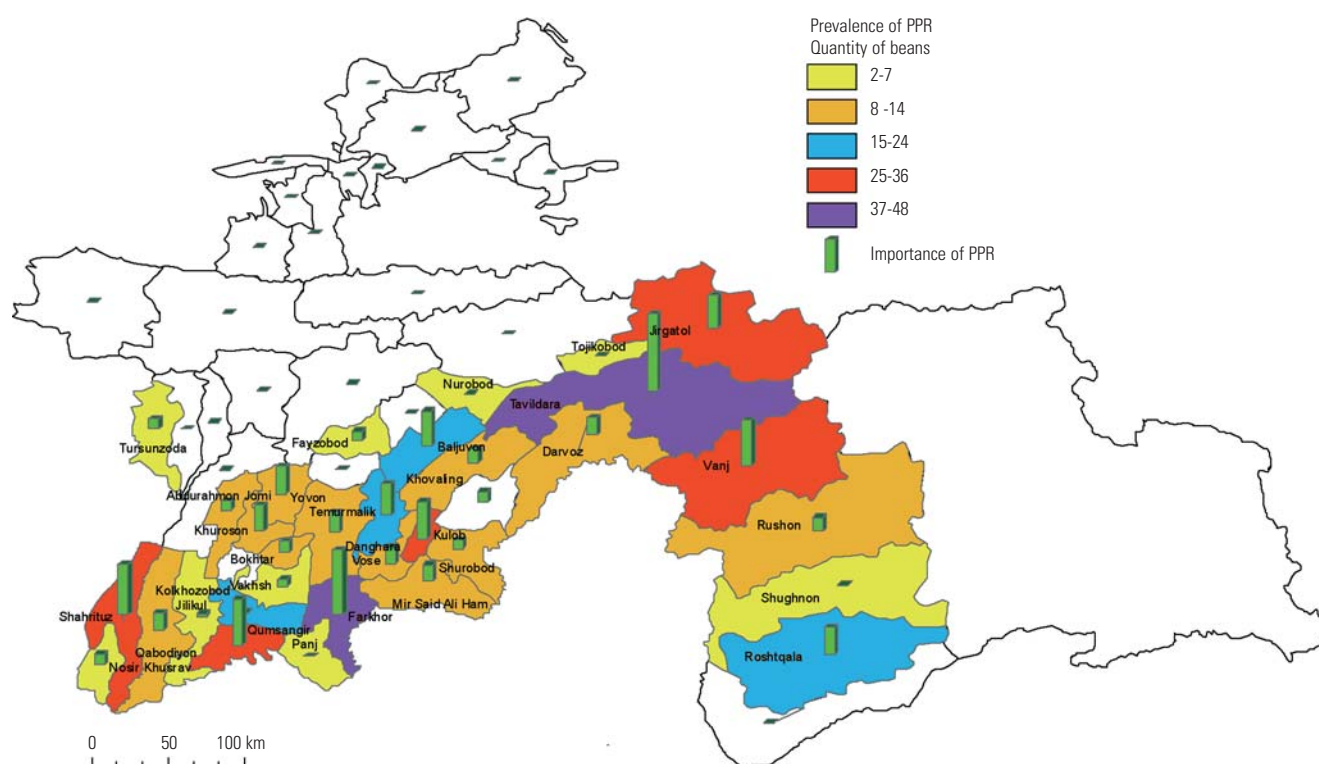 Prevalence of PPR
Quantity of beans
2-7
8 -14
15-24
25-36
37-48
Importance of PPR
Jirgatol
Tojikobod
Nurobod
Tavildara
Tursunzoda
Fayzobod
Baljuvon
Darvoz
Vanj
Khovaling
Abdurahmon Jomi
Yovon
Temurmalik
Khuroson
Rushon
Kulob
Danghara
Bokhtar
Vose
Shurobod
Kolkhozobod
Vakhsh
Shughnon
Jilikul
Mir Said Ali Ham
Shahrituz
Farkhor
Qumsangir
Panj
Roshtqala
Qabodiyon
Nosir Khusrav
0 50 100 km